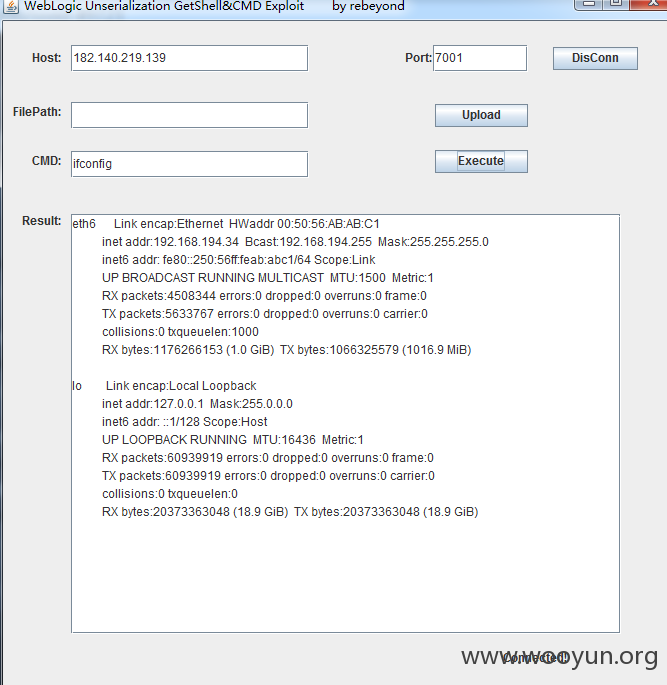 WebLogic Unserialization GetShell&CMD Exploit by rebeyond
Host: 182.140.219.139 Port: 7001 DisConn
FilePath: Upload
CMD: ifconfig Execute
Result:
eth6 Link encap:Ethernet HWaddr 00:50:56:AB:AB:C1
inet addr:192.168.194.34 Bcast:192.168.194.255 Mask:255.255.255.0
inet6 addr: fe80::250:56ff:feab:abc1/64 Scope:Link
UP BROADCAST RUNNING MULTICAST MTU:1500 Metric:1
RX packets:4508344 errors:0 dropped:0 overruns:0 frame:0
TX packets:5633767 errors:0 dropped:0 overruns:0 carrier:0
collisions:0 txqueuelen:1000
RX bytes:1176266153 (1.0 GiB) TX bytes:1066325579 (1016.9 MiB)
lo Link encap:Local Loopback
inet addr:127.0.0.1 Mask:255.0.0.0
inet6 addr: ::1/128 Scope:Host
UP LOOPBACK RUNNING MTU:16436 Metric:1
RX packets:60939919 errors:0 dropped:0 overruns:0 frame:0
TX packets:60939919 errors:0 dropped:0 overruns:0 carrier:0
collisions:0 txqueuelen:0
RX bytes:20373363048 (18.9 GiB) TX bytes:20373363048 (18.9 GiB)
Connected!
www.wooyun.org